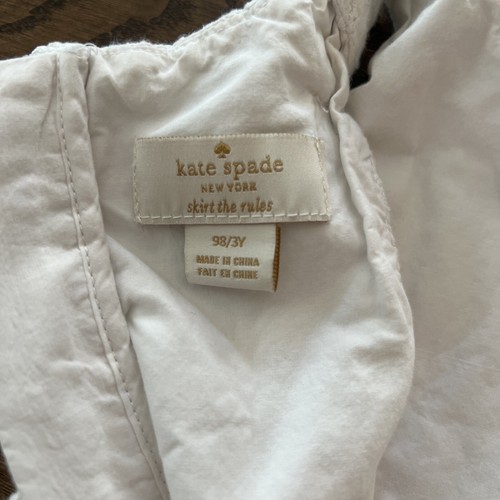 kate spade
NEW YORK
skirt the rules
98/3Y
MADE IN CHINA
FAIT EN CHINE